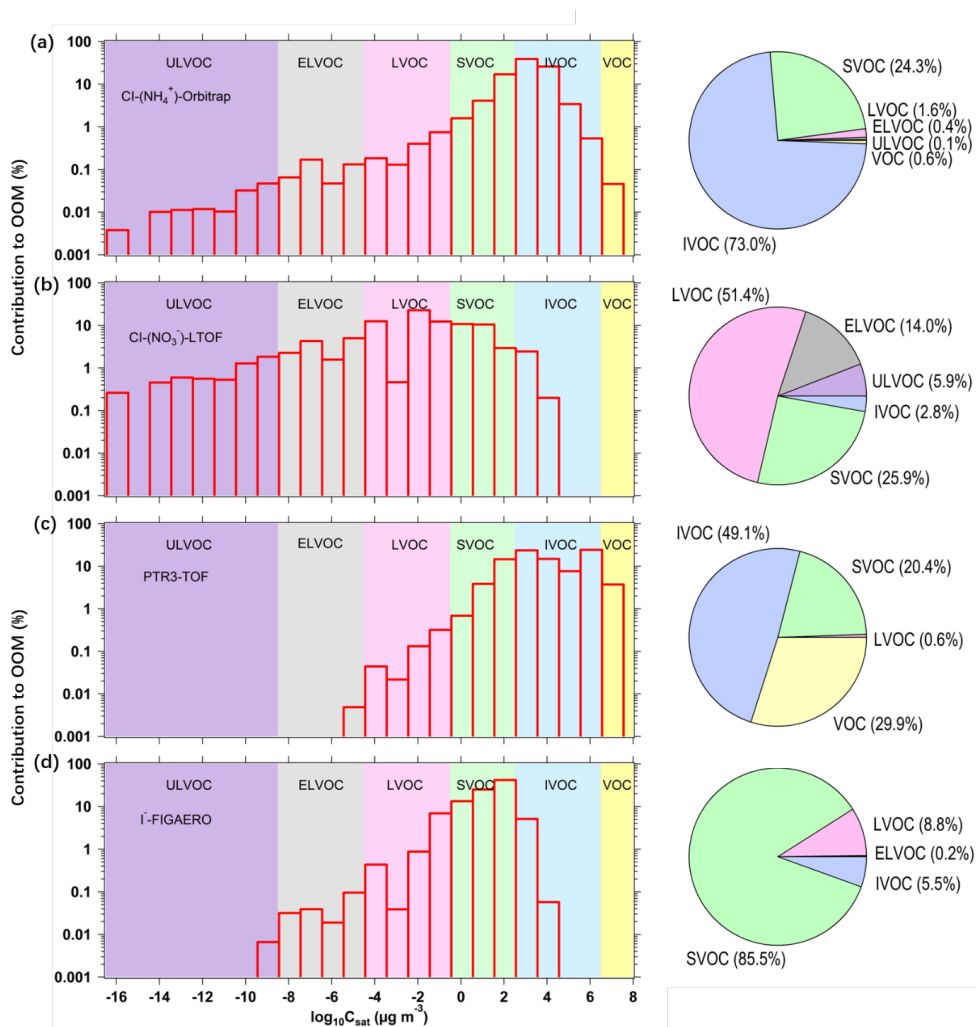 (a)
100
10
1
0.1
0.01
0.001
ULVOC
ELVOC
LVOC
SVOC
IVOC
VOC
CI-(NH₄⁺)-Orbitrap
SVOC (24.3%)
LVOC (1.6%)
ELVOC (0.4%)
ULVOC (0.1%)
VOC (0.6%)
IVOC (73.0%)
Contribution to OOM (%)
(b)
100
10
1
0.1
0.01
0.001
ULVOC
ELVOC
LVOC
SVOC
IVOC
VOC
CI-(NO₃⁻)-LTOF
LVOC (51.4%)
ELVOC (14.0%)
ULVOC (5.9%)
IVOC (2.8%)
SVOC (25.9%)
(c)
100
10
1
0.1
0.01
0.001
ULVOC
ELVOC
LVOC
SVOC
IVOC
VOC
PTR3-TOF
IVOC (49.1%)
SVOC (20.4%)
LVOC (0.6%)
VOC (29.9%)
Contribution to OOM (%)
(d)
100
10
1
0.1
0.01
0.001
ULVOC
ELVOC
LVOC
SVOC
IVOC
VOC
I⁻-FIGAERO
LVOC (8.8%)
ELVOC (0.2%)
IVOC (5.5%)
SVOC (85.5%)
-16 -14 -12 -10 -8 -6 -4 -2 0 2 4 6 8
log₁₀Cₛₐₜ (µg m⁻³)